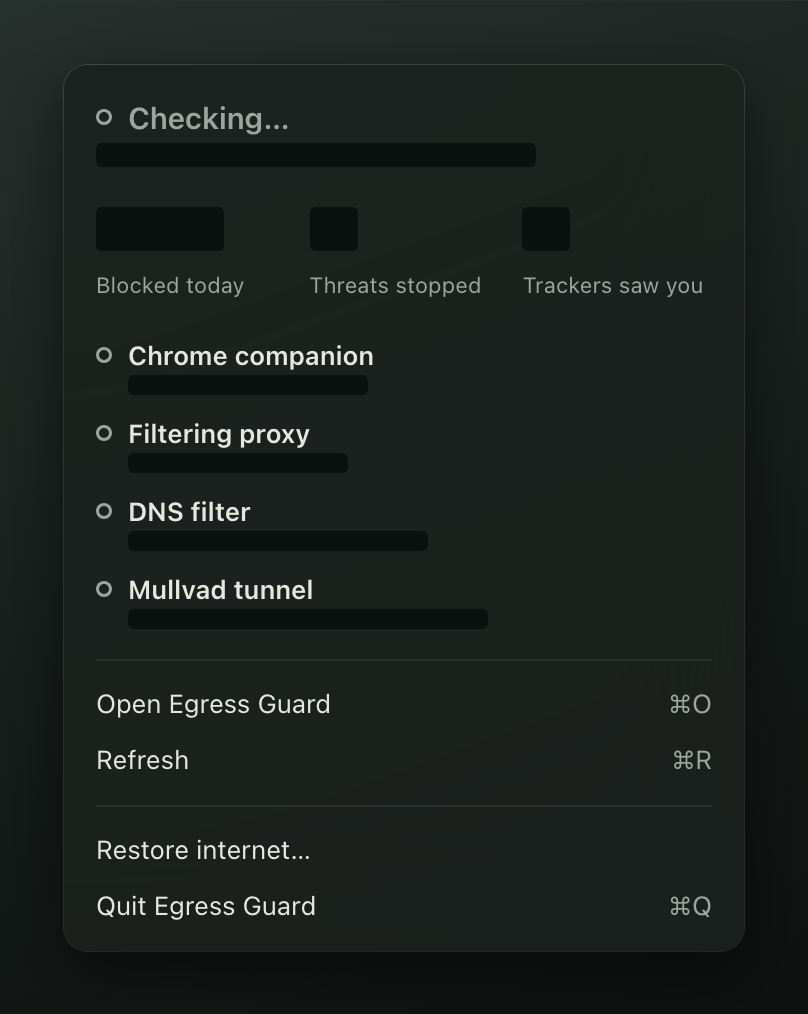 Checking...
Blocked today Threats stopped Trackers saw you
Chrome companion
Filtering proxy
DNS filter
Mullvad tunnel
Open Egress Guard ⌘O
Refresh ⌘R
Restore internet...
Quit Egress Guard ⌘Q